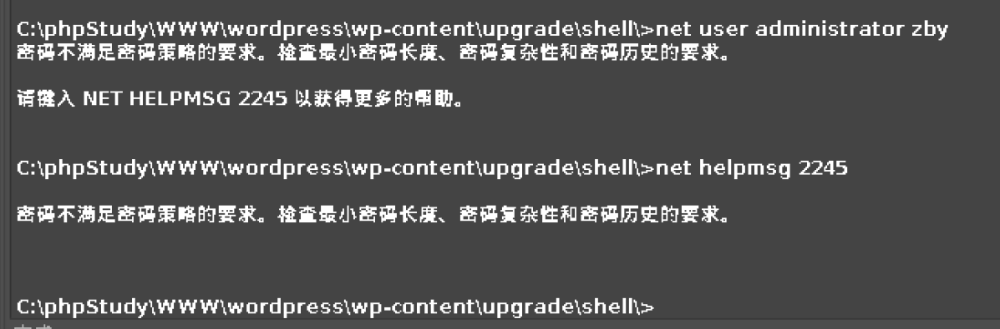 C:\phpStudy\WWW\wordpress\wp-content\upgrade\shell\>net user administrator zby
密码不满足密码策略的要求。检查最小密码长度、密码复杂性和密码历史的要求。
请键入 NET HELPMSG 2245 以获得更多的帮助。
C:\phpStudy\WWW\wordpress\wp-content\upgrade\shell\>net helpmsg 2245
密码不满足密码策略的要求。检查最小密码长度、密码复杂性和密码历史的要求。
C:\phpStudy\WWW\wordpress\wp-content\upgrade\shell\>